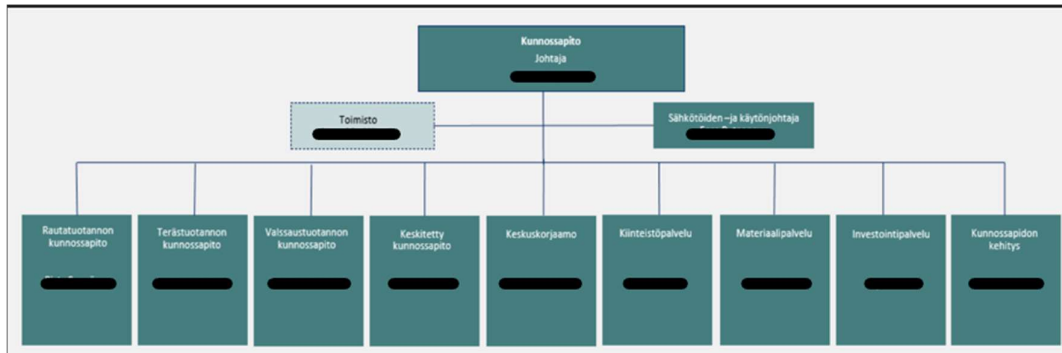 Kunnossapito
Johtaja
Toimisto
Sähkötöiden –ja käytönjohtaja
Rautatuotannon
kunnossapito
Terästuotannon
kunnossapito
Valssaustuotannon
kunnossapito
Keskitetty
kunnossapito
Keskuskorjaamo
Kiinteistöpalvelu
Materiaalipalvelu
Investointipalvelu
Kunnossapidon
kehitys